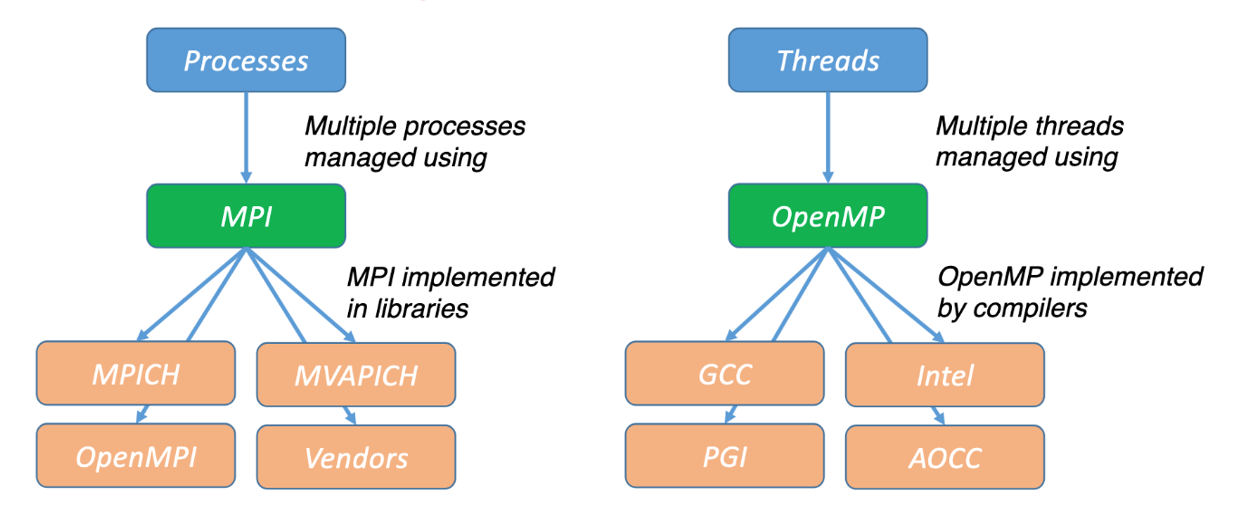 Processes
Multiple processes
managed using
MPI
MPI implemented
in libraries
MPICH
MVAPICH
OpenMPI
Vendors
Threads
Multiple threads
managed using
OpenMP
OpenMP implemented
by compilers
GCC
Intel
PGI
AOCC